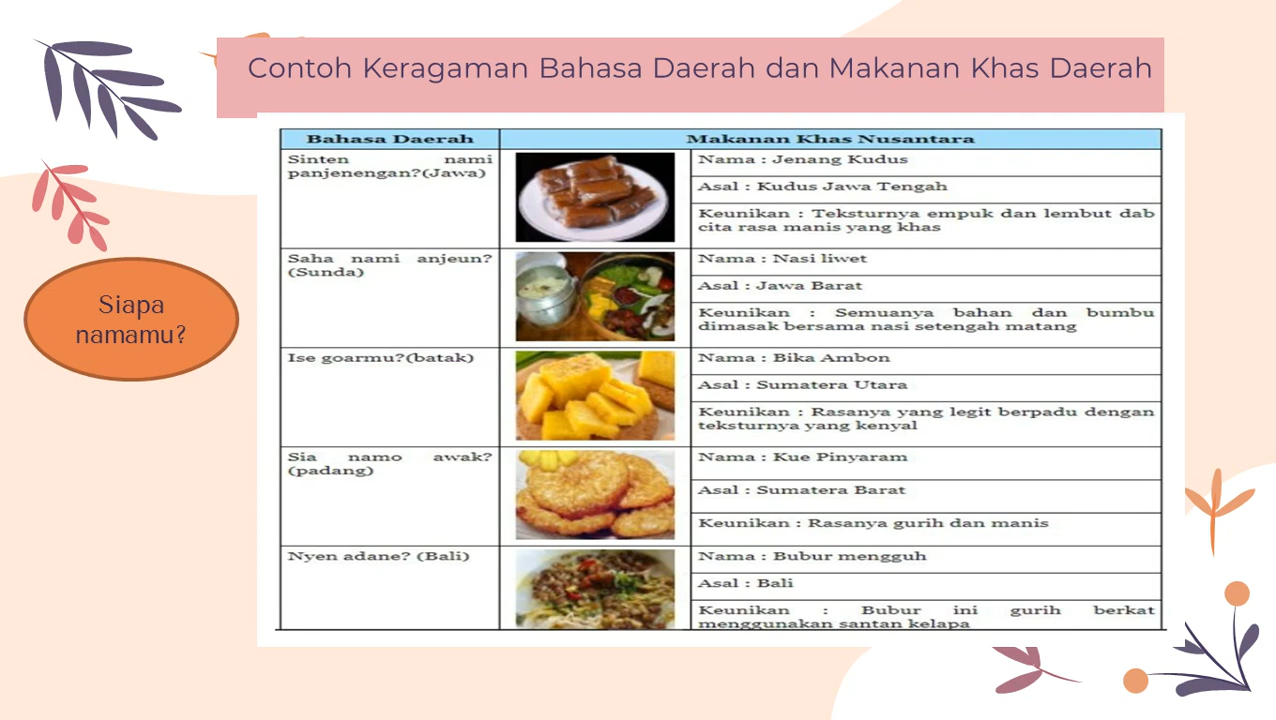 Contoh Keragaman Bahasa Daerah dan Makanan Khas Daerah
Siapa
namamu?
Bahasa Daerah
Makanan Khas Nusantara
Sinten nami
panjenengan?(Jawa)
Nama : Jenang Kudus
Asal : Kudus Jawa Tengah
Keunikan : Teksturnya empuk dan lembut dab
cita rasa manis yang khas
Saha nami anjeun?
(Sunda)
Nama : Nasi liwet
Asal : Jawa Barat
Keunikan : Semuanya bahan dan bumbu
dimasak bersama nasi setengah matang
Ise goarmu?(batak)
Nama : Bika Ambon
Asal : Sumatera Utara
Keunikan : Rasanya yang legit berpadu dengan
teksturnya yang kenyal
Sia namo awak?
(padang)
Nama : Kue Pinyaram
Asal : Sumatera Barat
Keunikan : Rasanya gurih dan manis
Nyen adane? (Bali)
Nama : Bubur mengguh
Asal : Bali
Keunikan : Bubur ini gurih berkat
menggunakan santan kelapa